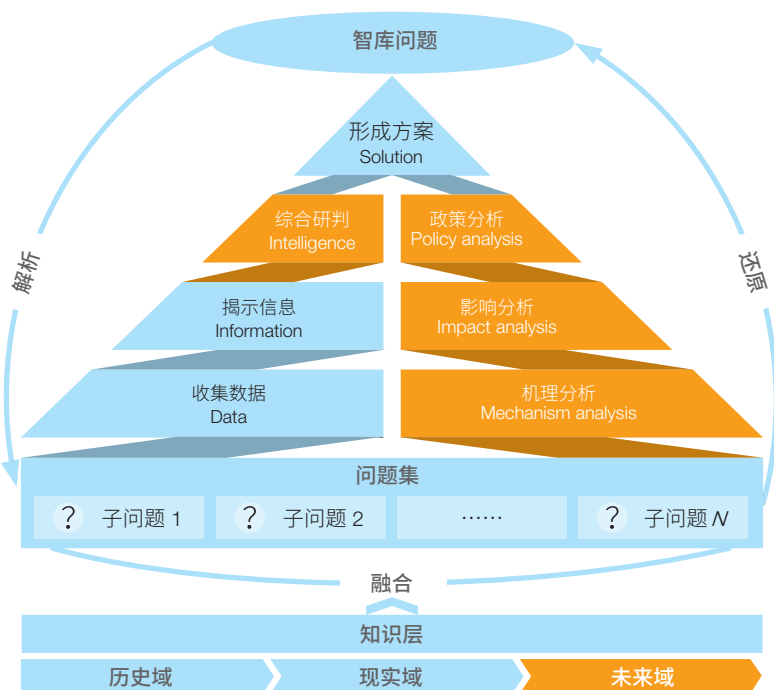 智库问题
形成方案
Solution
综合研判
Intelligence
政策分析
Policy analysis
解析
还原
揭示信息
Information
影响分析
Impact analysis
收集数据
Data
机理分析
Mechanism analysis
问题集
? 子问题 1
? 子问题 2
……
? 子问题 N
融合
知识层
历史域
现实域
未来域